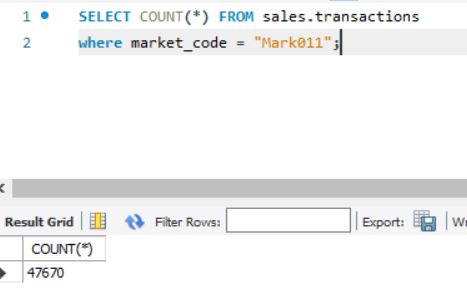 1 SELECT COUNT(*) FROM sales.transactions
2 where market_code = "Mark011";
Result Grid Filter Rows: Export:
COUNT(*)
47670